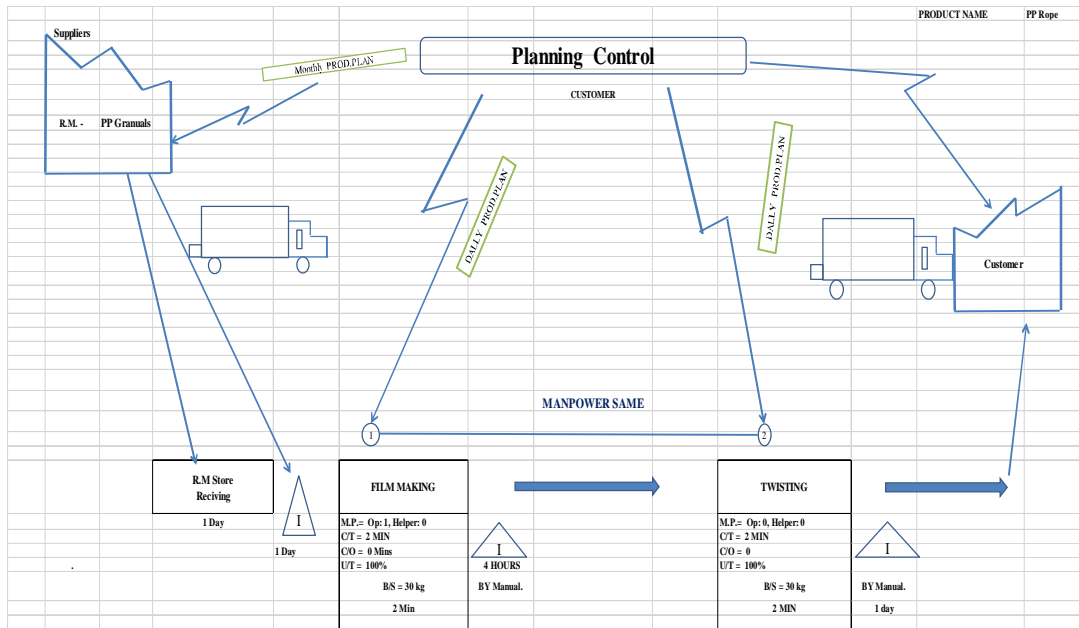 PRODUCT NAME PP Rope
Suppliers
Planning Control
Monthly PROD.PLAN
CUSTOMER
R.M. - PP Granuals
DALLY PROD.PLAN
DALLY PROD.PLAN
Customer
MANPOWER SAME
1
2
R.M Store
Reciving
1 Day
I
1 Day
FILM MAKING
M.P.= Op: 1, Helper: 0
C/T = 2 MIN
C/O = 0 Mins
U/T = 100%
B/S = 30 kg
2 Min
I
4 HOURS
BY Manual.
TWISTING
M.P.= Op: 0, Helper: 0
C/T = 2 MIN
C/O = 0
U/T = 100%
B/S = 30 kg
2 MIN
I
BY Manual.
1 day
.